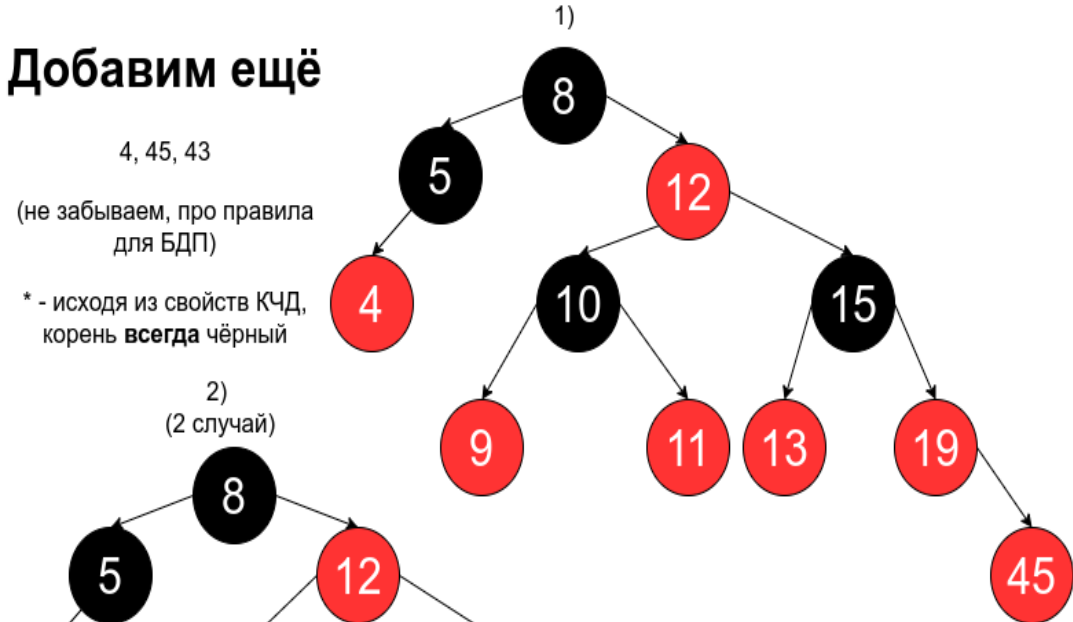 1)
Добавим ещё
4, 45, 43
(не забываем, про правила
для БДП)
* - исходя из свойств КЧД,
корень всегда чёрный
8
5
12
4
10
15
9
11
13
19
45
2)
(2 случай)
8
5
12